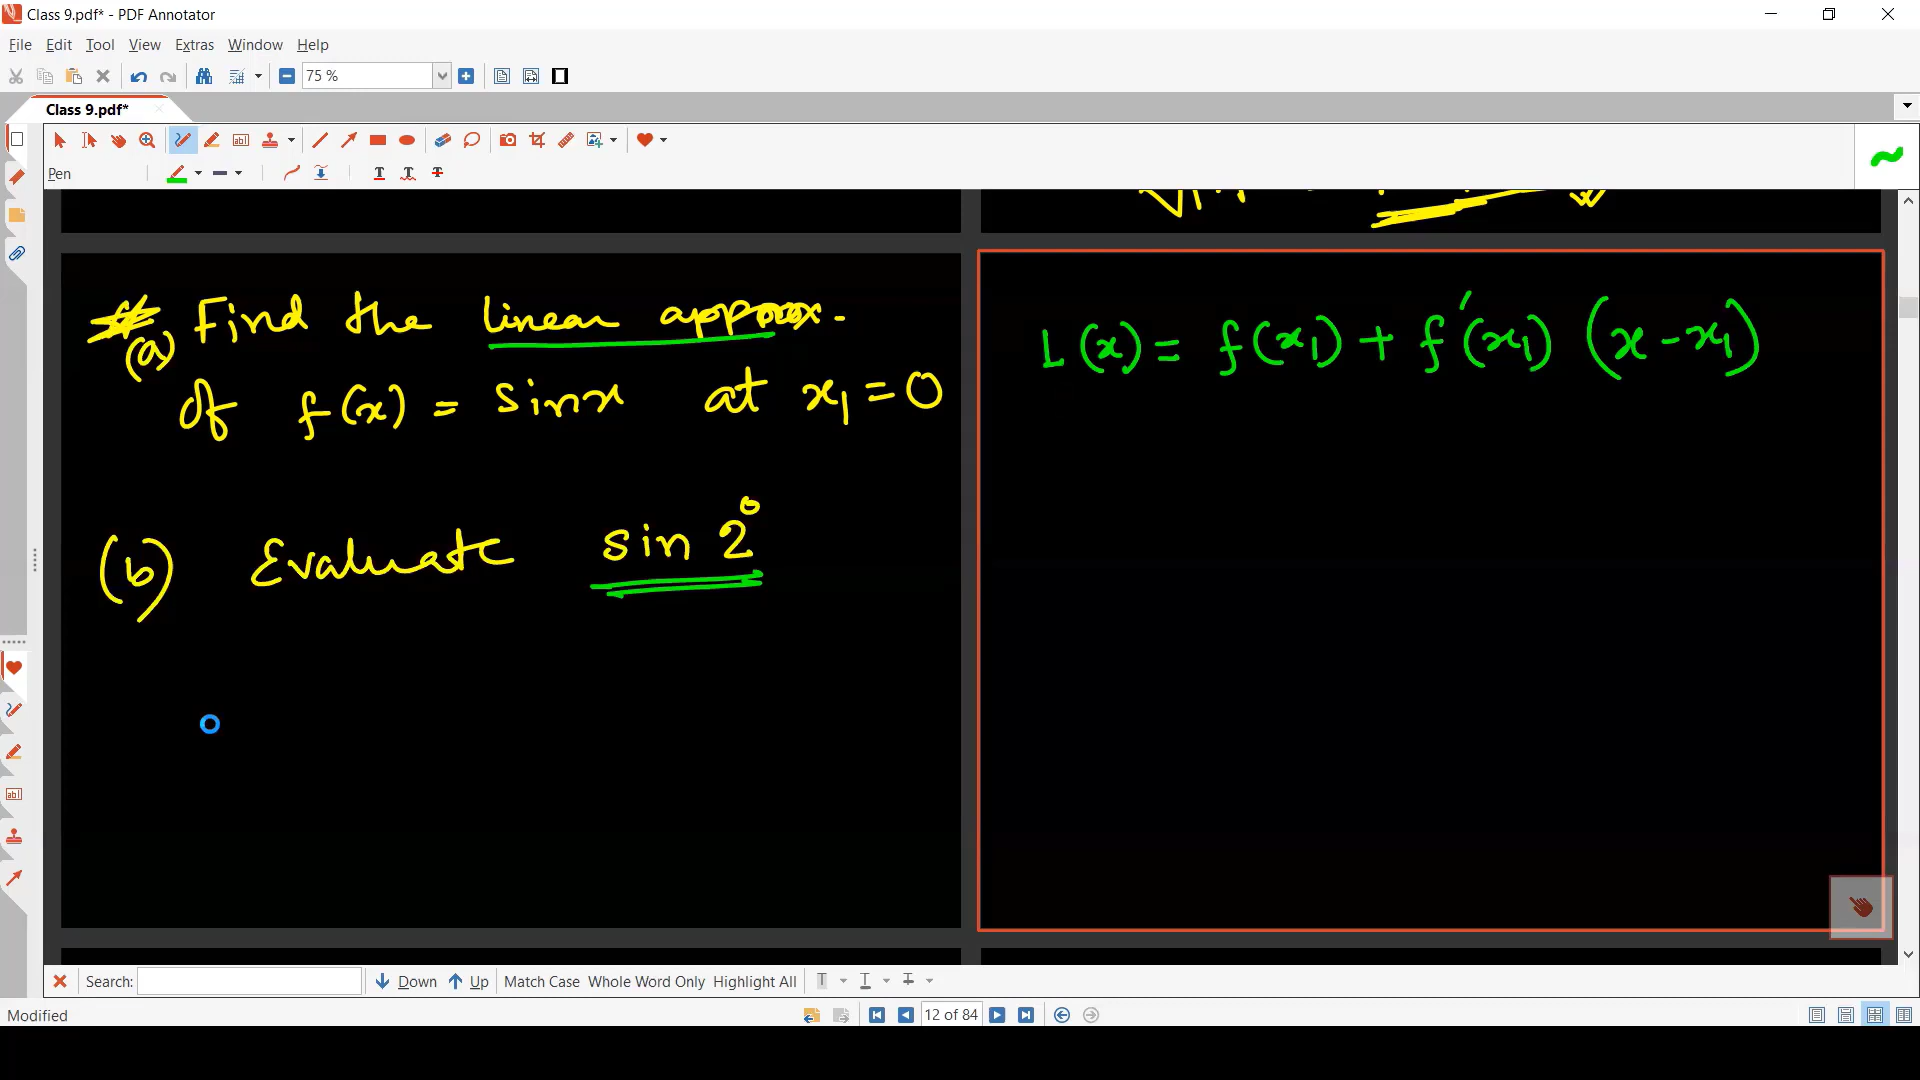 Class 9.pdf* - PDF Annotator
File Edit Tool View Extras Window Help
75 %
Class 9.pdf*
Pen
(a) Find the linear approx.
of f(x) = sinx at x₁ = 0
(b) Evaluate sin 2°
L(x) = f(x₁) + f'(x₁) (x - x₁)
Search: Down Up Match Case Whole Word Only Highlight All
12 of 84
Modified